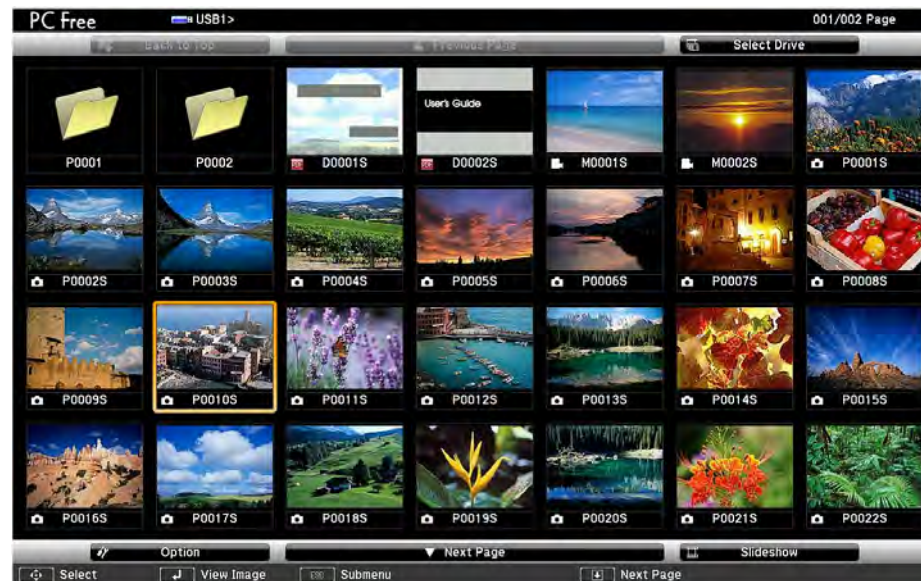 PC Free USB1> 001/002 Page
Back to Top Previous Page Select Drive
User's Guide
P0001 P0002 D0001S D0002S M0001S M0002S P0001S
P0002S P0003S P0004S P0005S P0006S P0007S P0008S
P0009S P0010S P0011S P0012S P0013S P0014S P0015S
P0016S P0017S P0018S P0019S P0020S P0021S P0022S
Option ▼ Next Page Slideshow
Select View Image Submenu Next Page